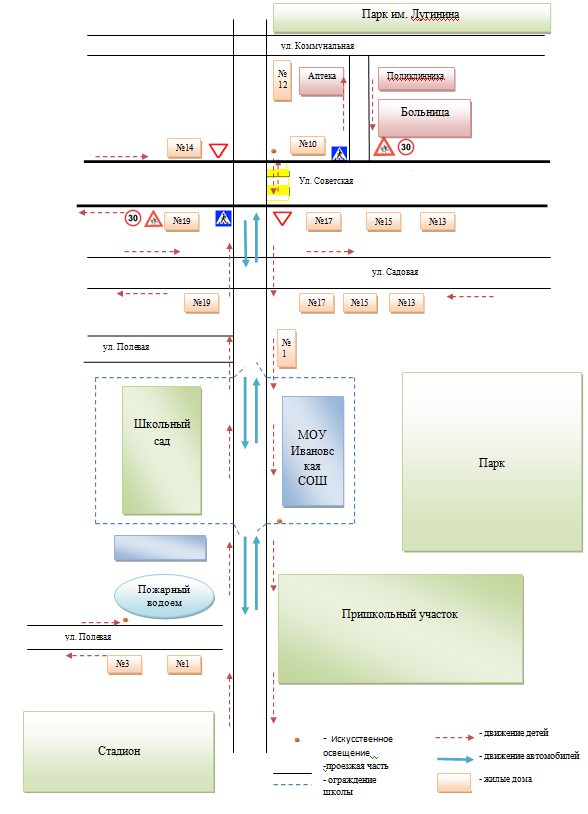 Парк им. Лугинина
ул. Коммунальная
№
12
Аптека
Поликлиника
Больница
№14
№10
30
Ул. Советская
30
№19
№17
№15
№13
ул. Садовая
№19
№17
№15
№13
ул. Полевая
№
1
Школьный
сад
МОУ
Ивановс
кая
СОШ
Парк
Пожарный
водоем
Пришкольный участок
ул. Полевая
№3
№1
Стадион
- Искусственное
освещение
-проезжая часть
- ограждение
школы
- движение детей
- движение автомобилей
- жилые дома